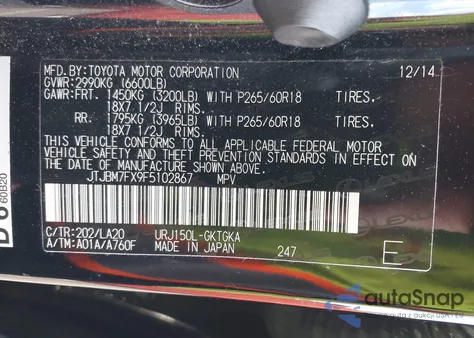 MFD.BY:TOYOTA MOTOR CORPORATION 12/14
GVWR:2990KG (6600LB)
GAWR:FRT. 1450KG (3200LB) WITH P265/60R18 TIRES,
18X7 1/2J RIMS.
RR. 1795KG (3965LB) WITH P265/60R18 TIRES,
18X7 1/2J RIMS.
THIS VEHICLE CONFORMS TO ALL APPLICABLE FEDERAL MOTOR
VEHICLE SAFETY AND THEFT PREVENTION STANDARDS IN EFFECT
ON THE DATE OF MANUFACTURE SHOWN ABOVE.
JTJBM7FX9F5102867 MPV
C/TR:202/LA20 URJ150L-GKTGKA
A/TM:A01A/A760F MADE IN JAPAN 247 E
60B20
autoSnap